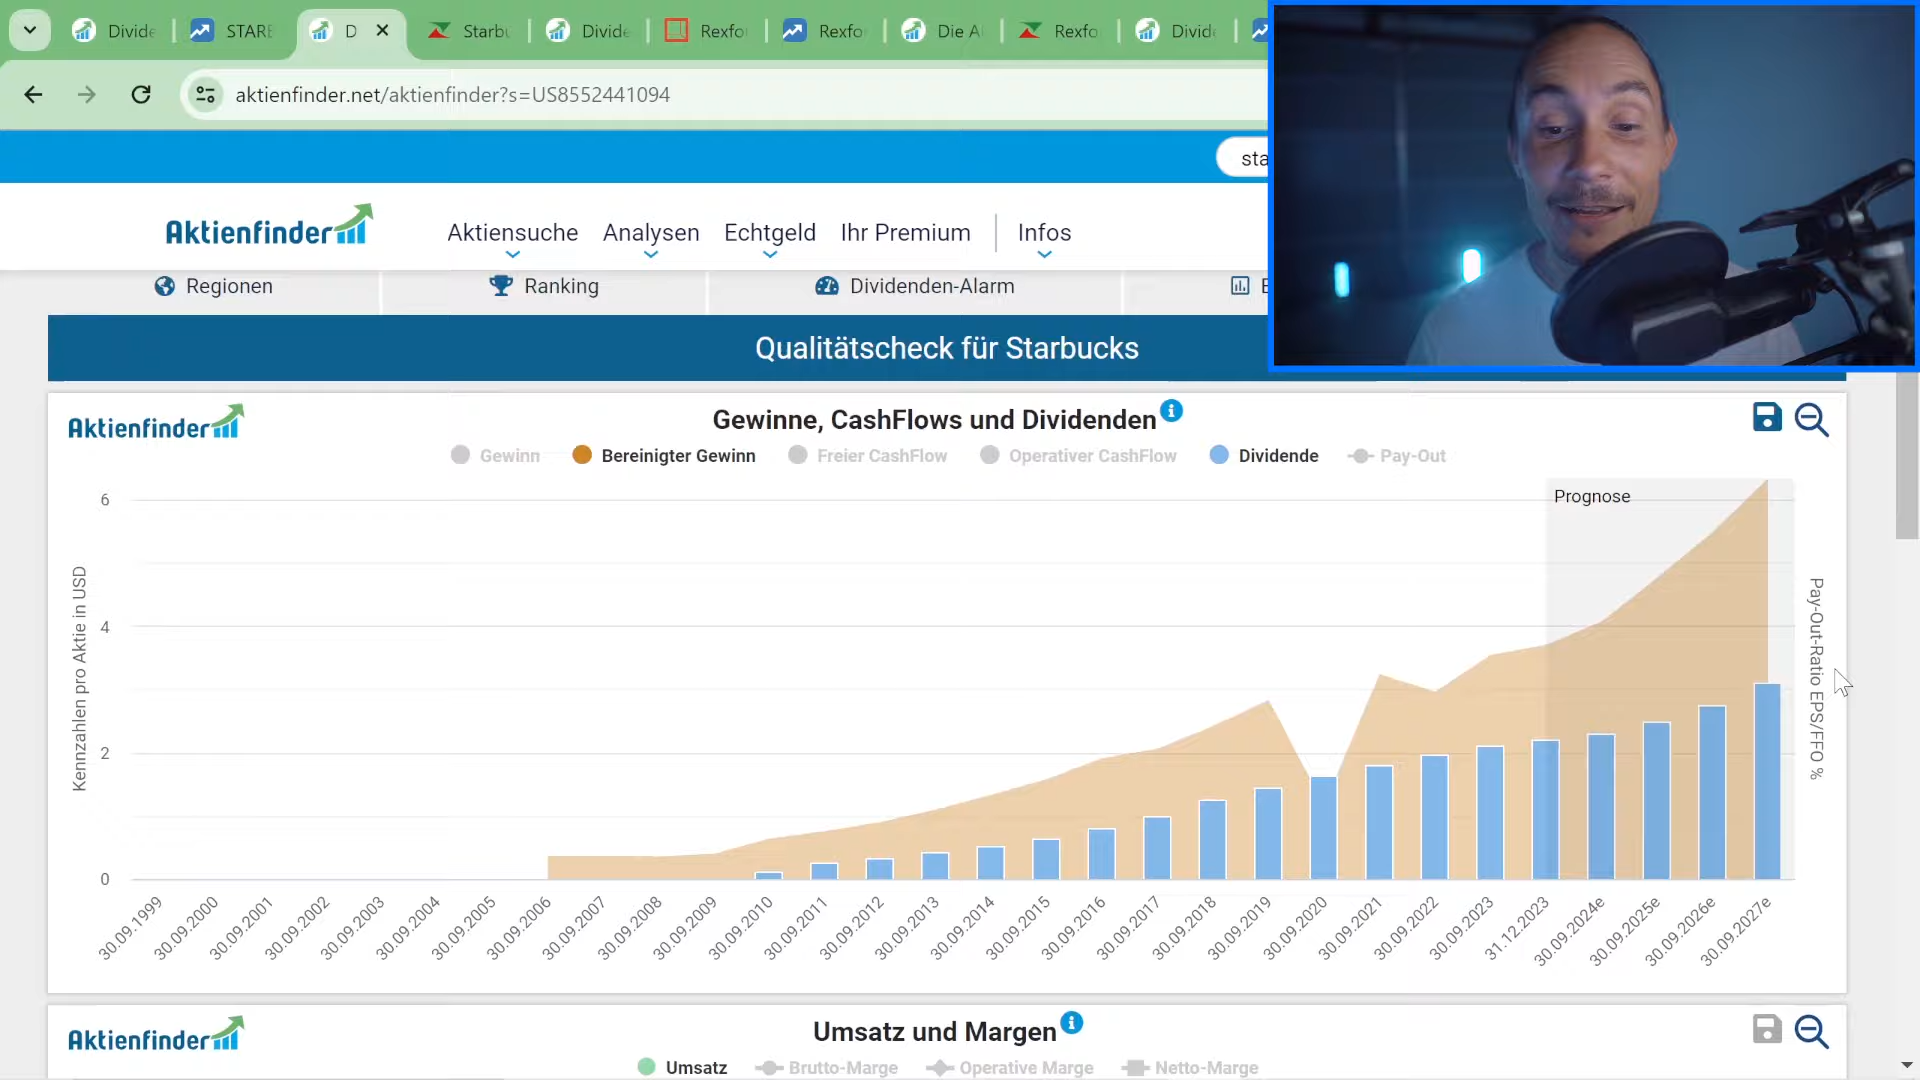 Divide
STARB
D
Starbu
Divide
Rexfo
Rexfo
Die A
Rexfo
Divid
aktienfinder.net/aktienfinder?s=US8552441094
sta
Aktienfinder
Aktiensuche
Analysen
Echtgeld
Ihr Premium
Infos
Regionen
Ranking
Dividenden-Alarm
Qualitätscheck für Starbucks
Aktienfinder
Gewinne, CashFlows und Dividenden
Gewinn
Bereinigter Gewinn
Freier CashFlow
Operativer CashFlow
Dividende
Pay-Out
Kennzahlen pro Aktie in USD
6
4
2
0
Prognose
Pay-Out-Ratio EPS/FFO %
30.09.1999
30.09.2000
30.09.2001
30.09.2002
30.09.2003
30.09.2004
30.09.2005
30.09.2006
30.09.2007
30.09.2008
30.09.2009
30.09.2010
30.09.2011
30.09.2012
30.09.2013
30.09.2014
30.09.2015
30.09.2016
30.09.2017
30.09.2018
30.09.2019
30.09.2020
30.09.2021
30.09.2022
30.09.2023
31.12.2023
30.09.2024e
30.09.2025e
30.09.2026e
30.09.2027e
Aktienfinder
Umsatz und Margen
Umsatz
Brutto-Marge
Operative Marge
Netto-Marge